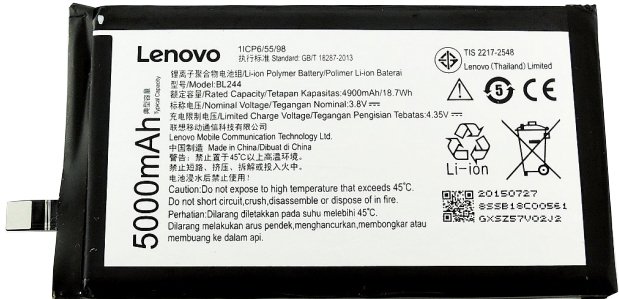 Lenovo
1ICP6/55/98
执行标准 Standard: GB/T 18287-2013
锂离子聚合物电池组/Li-ion Polymer Battery/Polimer Li-ion Baterai
型号/Model/Model:BL244
额定容量/Rated Capacity/Tetapan Kapasitas:4900mAh/18.7Wh
标称电压/Nominal Voltage/Tegangan Nominal:3.8V
充电限制电压/Limited Charge Voltage/Tegangan Pengisian Tebatas:4.35V
联想移动通信科技有限公司
Lenovo Mobile Communication Technology Ltd.
中国制造 Made in China/Dibuat di China
警告: 禁止置于45℃以上高温环境。
禁止短路、挤压、拆解或投入火中。
电池浸水后禁止使用!
Caution:Do not expose to high temperature that exceeds 45℃.
Do not short circuit,crush,disassemble or dispose of in fire.
Perhatian:Dilarang diletakkan pada suhu melebihi 45℃.
Dilarang melakukan arus pendek,menghancurkan,membongkar atau
ke dalam api.
5000mAh
典型容量
Typical Capacity
TIS 2217-2548
Lenovo (Thailand) Limited
5
Li-ion
20150727
8SSB18C00561
GXSZ57V02J2